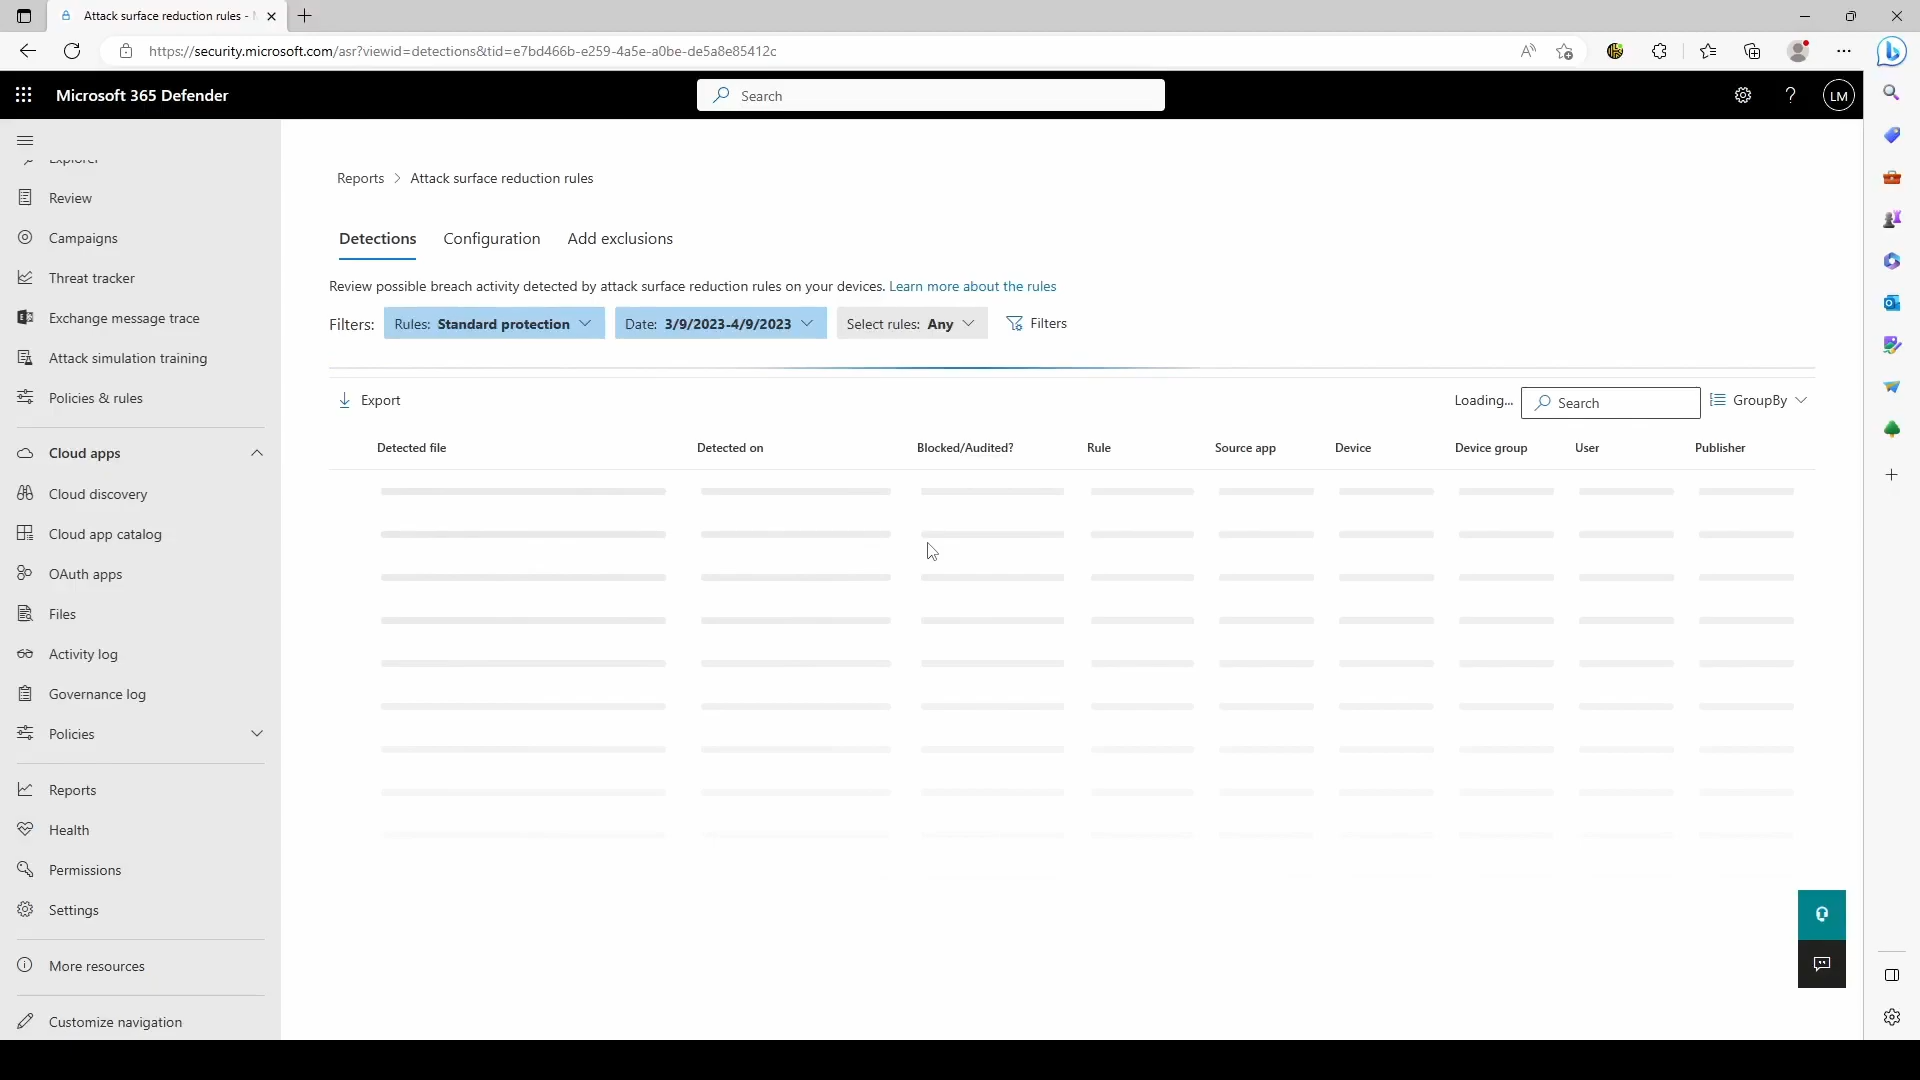 Attack surface reduction rules -
https://security.microsoft.com/asr?viewid=detections&tid=e7bd466b-e259-4a5e-a0be-de5a8e85412c
Microsoft 365 Defender
Search
LM
Explorer
Review
Campaigns
Threat tracker
Exchange message trace
Attack simulation training
Policies & rules
Cloud apps
Cloud discovery
Cloud app catalog
OAuth apps
Files
Activity log
Governance log
Policies
Reports
Health
Permissions
Settings
More resources
Customize navigation
Reports > Attack surface reduction rules
Detections Configuration Add exclusions
Review possible breach activity detected by attack surface reduction rules on your devices. Learn more about the rules
Filters: Rules: Standard protection Date: 3/9/2023-4/9/2023 Select rules: Any Filters
Export Loading... Search GroupBy
Detected file Detected on Blocked/Audited? Rule Source app Device Device group User Publisher